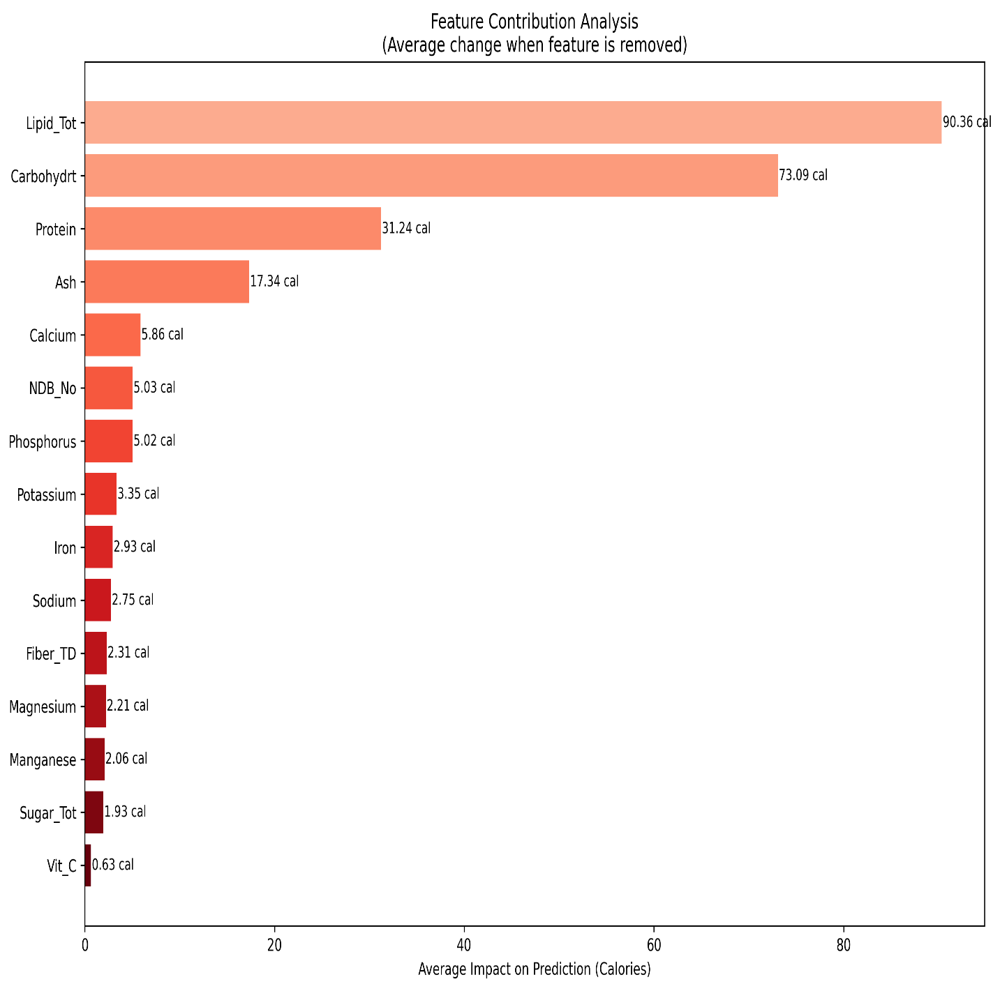 Feature Contribution Analysis
(Average change when feature is removed)
Lipid_Tot 90.36 cal
Carbohydrt 73.09 cal
Protein 31.24 cal
Ash 17.34 cal
Calcium 5.86 cal
NDB_No 5.03 cal
Phosphorus 5.02 cal
Potassium 3.35 cal
Iron 2.93 cal
Sodium 2.75 cal
Fiber_TD 2.31 cal
Magnesium 2.21 cal
Manganese 2.06 cal
Sugar_Tot 1.93 cal
Vit_C 0.63 cal
0 20 40 60 80
Average Impact on Prediction (Calories)